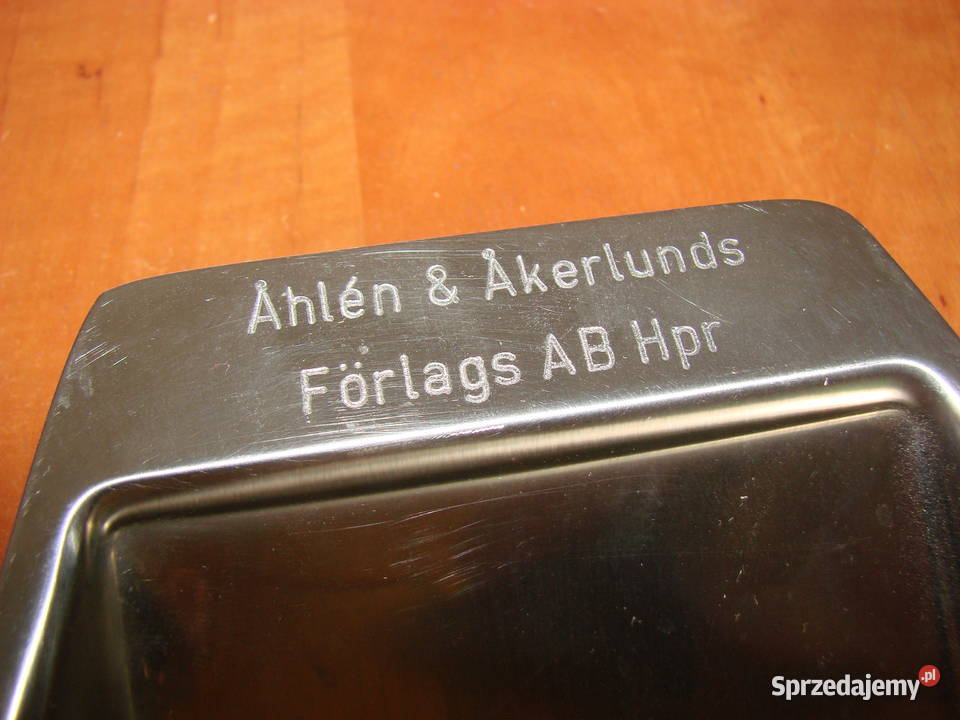 Åhlén & Åkerlunds
Förlags AB Hpr
Sprzedajemy.pl